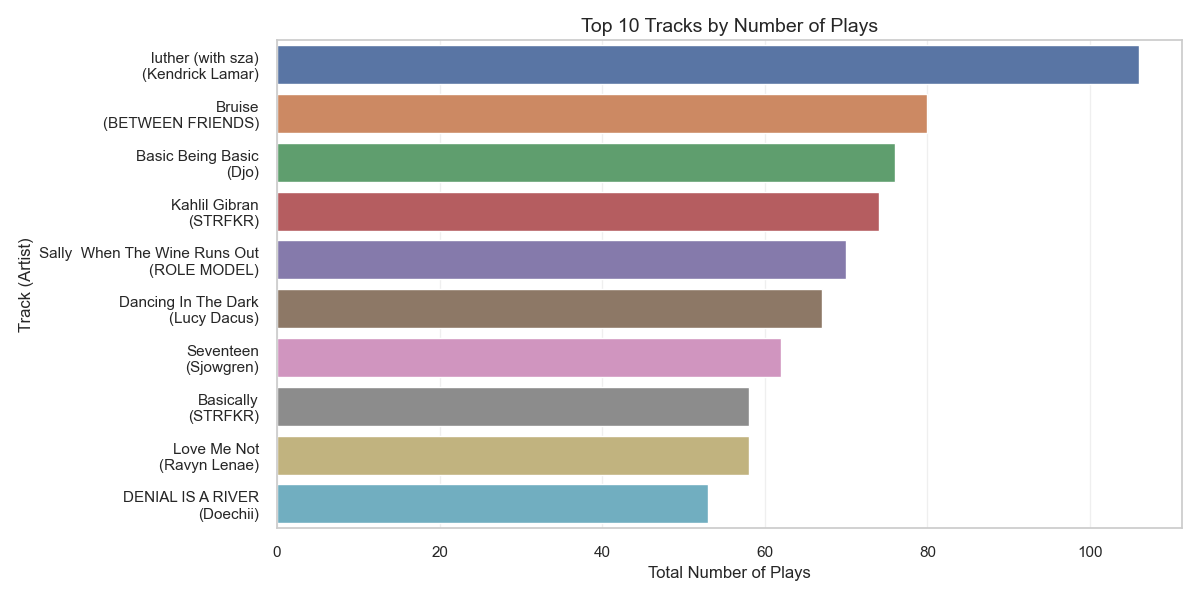 Top 10 Tracks by Number of Plays
luther (with sza)
(Kendrick Lamar)
Bruise
(BETWEEN FRIENDS)
Basic Being Basic
(Djo)
Kahlil Gibran
(STRFKR)
Sally  When The Wine Runs Out
(ROLE MODEL)
Dancing In The Dark
(Lucy Dacus)
Seventeen
(Sjowgren)
Basically
(STRFKR)
Love Me Not
(Ravyn Lenae)
DENIAL IS A RIVER
(Doechii)
Track (Artist)
0 20 40 60 80 100
Total Number of Plays